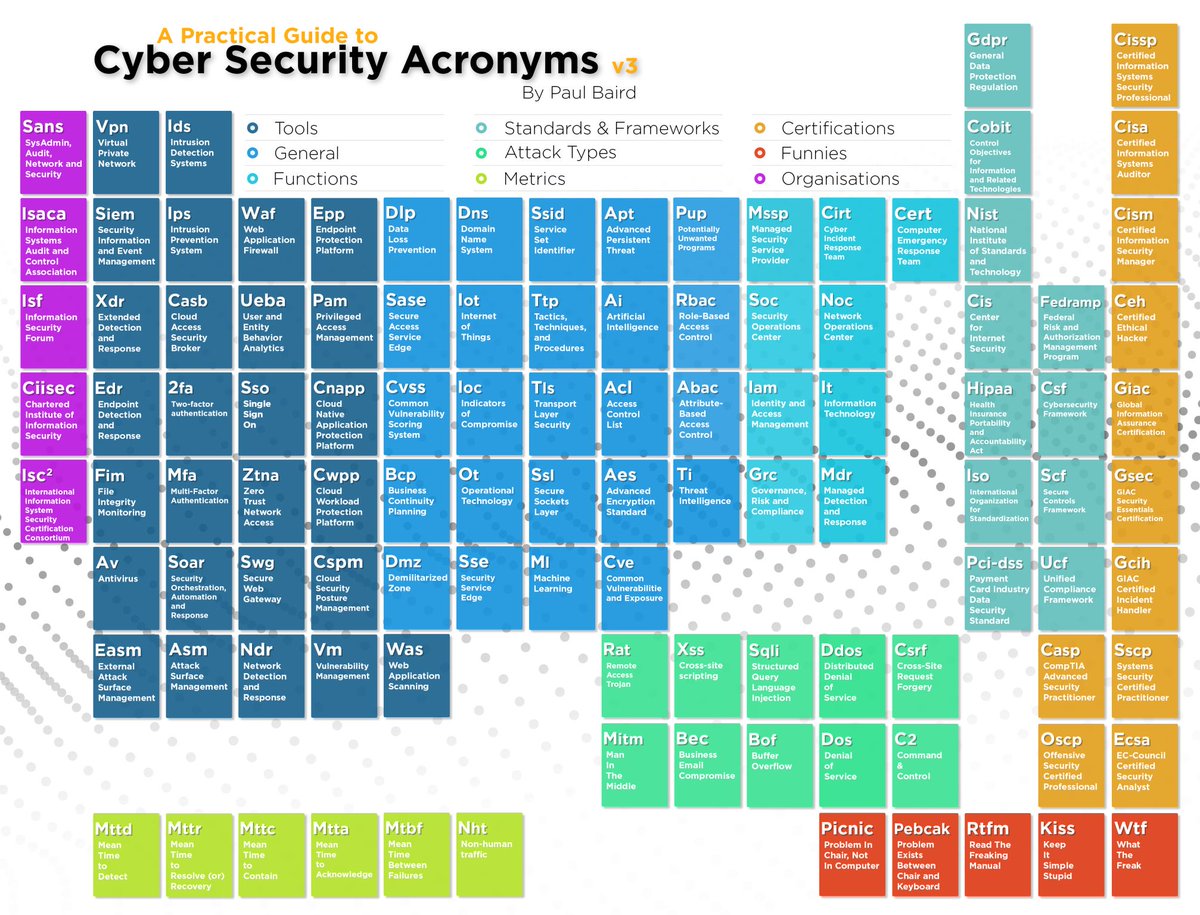 A Practical Guide to
Cyber Security Acronyms v3
By Paul Baird
Tools
General
Functions
Standards & Frameworks
Attack Types
Metrics
Certifications
Funnies
Organisations
Gdpr
General
Data
Protection
Regulation
Cissp
Certified
Information
Systems
Security
Professional
Sans
SysAdmin,
Audit,
Network and
Security
Vpn
Virtual
Private
Network
Ids
Intrusion
Detection
Systems
Cobit
Control
Objectives
for
Information
and Related
Technologies
Cisa
Certified
Information
Systems
Auditor
Isaca
Information
Systems
Audit and
Control
Association
Siem
Security
Information
and Event
Management
Ips
Intrusion
Prevention
System
Waf
Web
Application
Firewall
Epp
Endpoint
Protection
Platform
Dlp
Data
Loss
Prevention
Dns
Domain
Name
System
Ssid
Service
Set
Identifier
Apt
Advanced
Persistent
Threat
Pup
Potentially
Unwanted
Programs
Mssp
Managed
Security
Service
Provider
Cirt
Cyber
Incident
Response
Team
Cert
Computer
Emergency
Response
Team
Nist
National
Institute
of Standards
and
Technology
Cism
Certified
Information
Security
Manager
Isf
Information
Security
Forum
Xdr
Extended
Detection
and
Response
Casb
Cloud
Access
Security
Broker
Ueba
User and
Entity
Behavior
Analytics
Pam
Privileged
Access
Management
Sase
Secure
Access
Service
Edge
Iot
Internet
of
Things
Ttp
Tactics,
Techniques,
and
Procedures
Ai
Artificial
Intelligence
Rbac
Role-Based
Access
Control
Soc
Security
Operations
Center
Noc
Network
Operations
Center
Cis
Center
for
Internet
Security
Fedramp
Federal
Risk and
Authorization
Management
Program
Ceh
Certified
Ethical
Hacker
Ciisec
Chartered
Institute of
Information
Security
Edr
Endpoint
Detection
and
Response
2fa
Two-factor
authentication
Sso
Single
Sign
On
Cnapp
Cloud
Native
Application
Protection
Platform
Cvss
Common
Vulnerability
Scoring
System
Ioc
Indicators
of
Compromise
Tls
Transport
Layer
Security
Acl
Access
Control
List
Abac
Attribute-
Based
Access
Control
Iam
Identity and
Access
Management
It
Information
Technology
Hipaa
Health
Insurance
Portability
and
Accountability
Act
Csf
Cybersecurity
Framework
Giac
Global
Information
Assurance
Certification
Isc²
International
Information
System
Security
Certification
Consortium
Fim
File
Integrity
Monitoring
Mfa
Multi-Factor
Authentication
Ztna
Zero
Trust
Network
Access
Cwpp
Cloud
Workload
Protection
Platform
Bcp
Business
Continuity
Planning
Ot
Operational
Technology
Ssl
Secure
Sockets
Layer
Aes
Advanced
Encryption
Standard
Ti
Threat
Intelligence
Grc
Governance,
Risk and
Compliance
Mdr
Managed
Detection
and
Response
Iso
International
Organization
for
Standardization
Scf
Secure
Controls
Framework
Gsec
GIAC
Security
Essentials
Certification
Av
Antivirus
Soar
Security
Orchestration,
Automation
and
Response
Swg
Secure
Web
Gateway
Cspm
Cloud
Security
Posture
Management
Dmz
Demilitarized
Zone
Sse
Security
Service
Edge
Ml
Machine
Learning
Cve
Common
Vulnerabilitie
and Exposure
Pci-dss
Payment
Card Industry
Data
Security
Standard
Ucf
Unified
Compliance
Framework
Gcih
GIAC
Certified
Incident
Handler
Easm
External
Attack
Surface
Management
Asm
Attack
Surface
Management
Ndr
Network
Detection
and
Response
Vm
Vulnerability
Management
Was
Web
Application
Scanning
Rat
Remote
Access
Trojan
Xss
Cross-site
scripting
Sqli
Structured
Query
Language
Injection
Ddos
Distributed
Denial
of
Service
Csrf
Cross-Site
Request
Forgery
Casp
CompTIA
Advanced
Security
Practitioner
Sscp
Systems
Security
Certified
Practitioner
Mitm
Man
In
The
Middle
Bec
Business
Email
Compromise
Bof
Buffer
Overflow
Dos
Denial
of
Service
C2
Command
&
Control
Oscp
Offensive
Security
Certified
Professional
Ecsa
EC-Council
Certified
Security
Analyst
Mttd
Mean
Time
to
Detect
Mttr
Mean
Time
to
Resolve (or)
Recovery
Mttc
Mean
Time
to
Contain
Mtta
Mean
Time
to
Acknowledge
Mtbf
Mean
Time
Between
Failures
Nht
Non-human
traffic
Picnic
Problem In
Chair, Not
In Computer
Pebcak
Problem
Exists
Between
Chair and
Keyboard
Rtfm
Read The
Freaking
Manual
Kiss
Keep
It
Simple
Stupid
Wtf
What
The
Freak